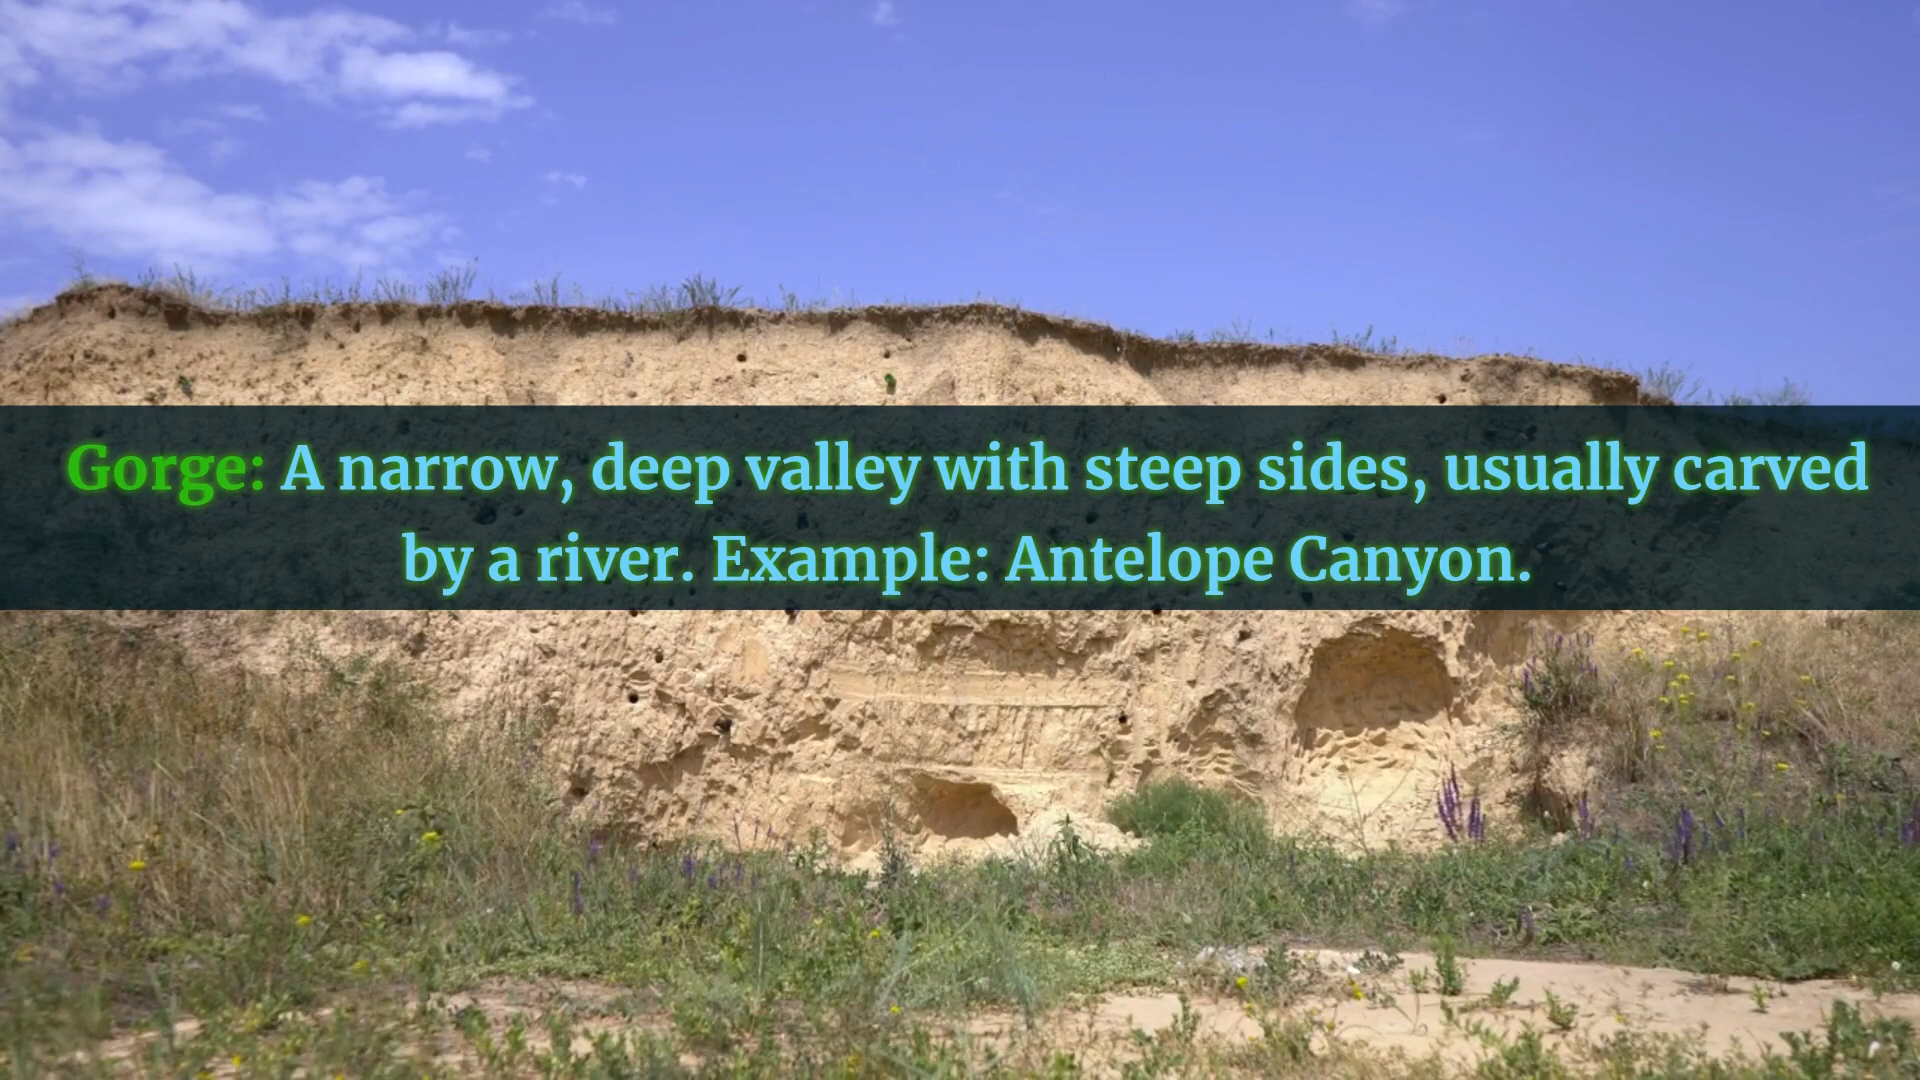 Gorge: A narrow, deep valley with steep sides, usually carved
by a river. Example: Antelope Canyon.